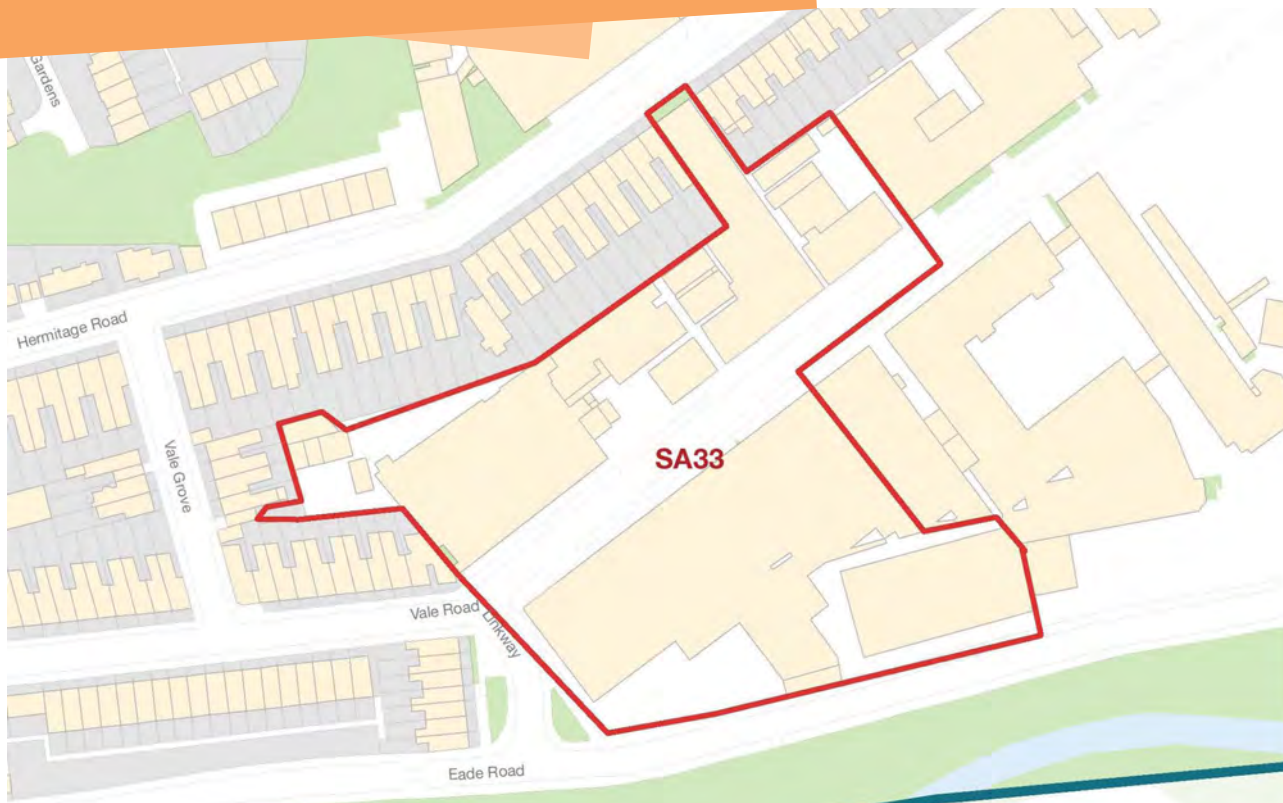 Gardens
Hermitage Road
Vale Grove
SA33
Vale Road
Linkway
Eade Road